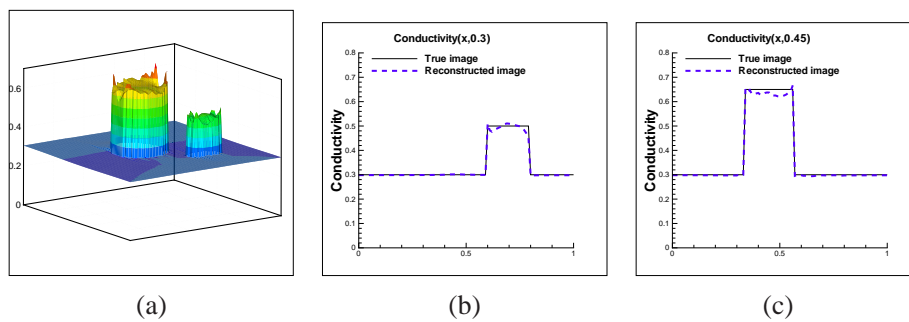 0.6
0.4
0.2
0
(a)
Conductivity(x,0.3)
True image
Reconstructed image
Conductivity
0.8
0.7
0.6
0.5
0.4
0.3
0.2
0.1
0
0
0.5
1
(b)
Conductivity(x,0.45)
True image
Reconstructed image
Conductivity
0.8
0.7
0.6
0.5
0.4
0.3
0.2
0.1
0
0
0.5
1
(c)